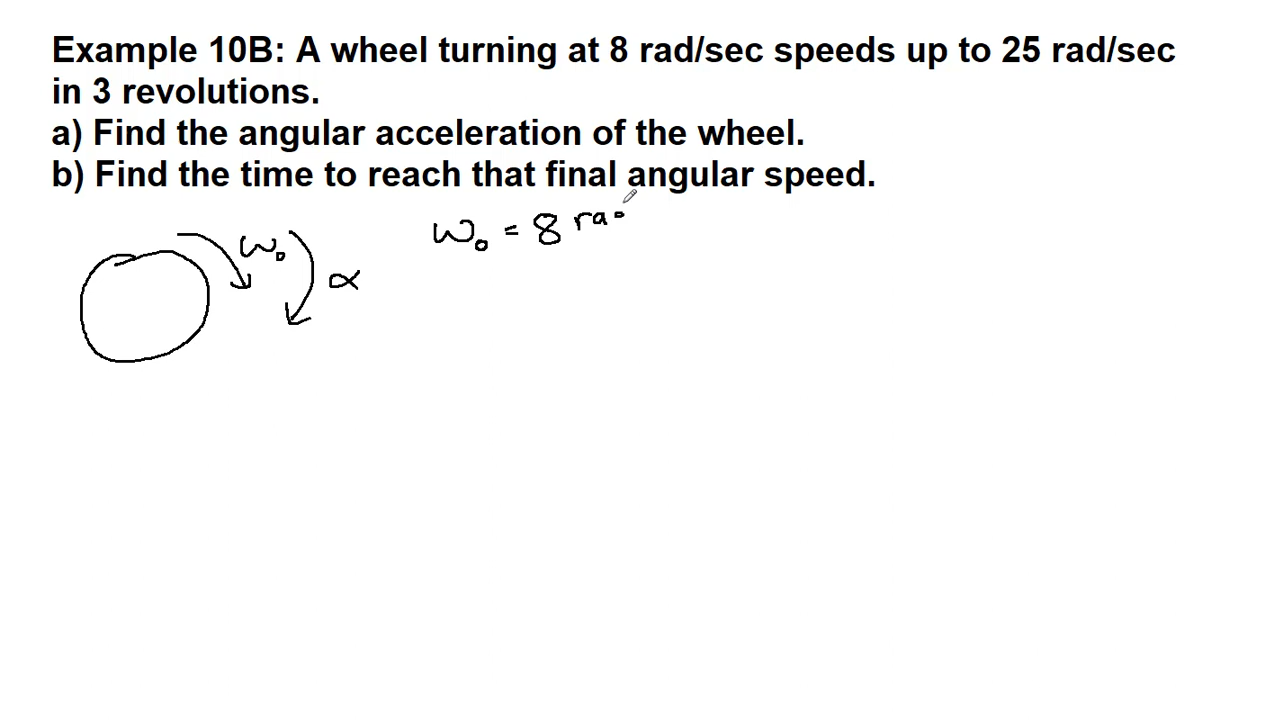 Example 10B: A wheel turning at 8 rad/sec speeds up to 25 rad/sec
in 3 revolutions.
a) Find the angular acceleration of the wheel.
b) Find the time to reach that final angular speed.
ω₀ = 8 ra
ω₀
α